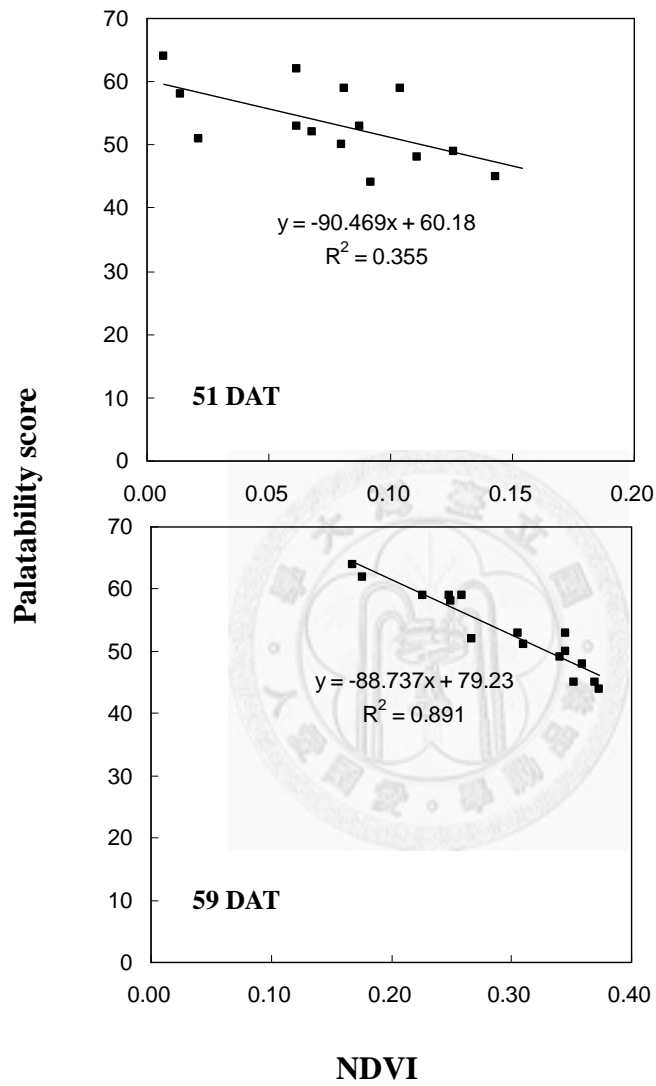 70
60
50
40
30
20
10
0
y = -90.469x + 60.18
R² = 0.355
51 DAT
0.00 0.05 0.10 0.15 0.20
Palatability score
70
60
50
40
30
20
10
0
y = -88.737x + 79.23
R² = 0.891
59 DAT
0.00 0.10 0.20 0.30 0.40
NDVI